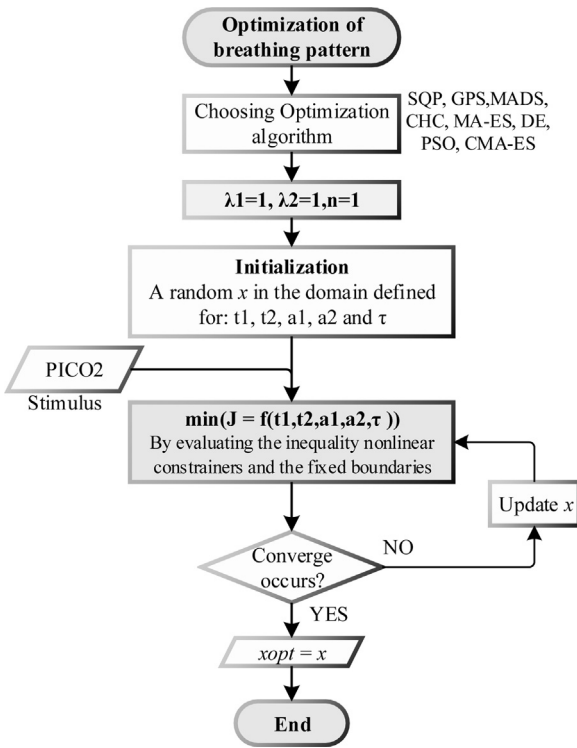 Optimization of
breathing pattern
Choosing Optimization
algorithm
SQP, GPS,MADS,
CHC, MA-ES, DE,
PSO, CMA-ES
λ1=1, λ2=1,n=1
Initialization
A random x in the domain defined
for: t1, t2, a1, a2 and τ
PICO2
Stimulus
min(J = f(t1,t2,a1,a2,τ ))
By evaluating the inequality nonlinear
constrainers and the fixed boundaries
Update x
Converge
occurs?
NO
YES
xopt = x
End